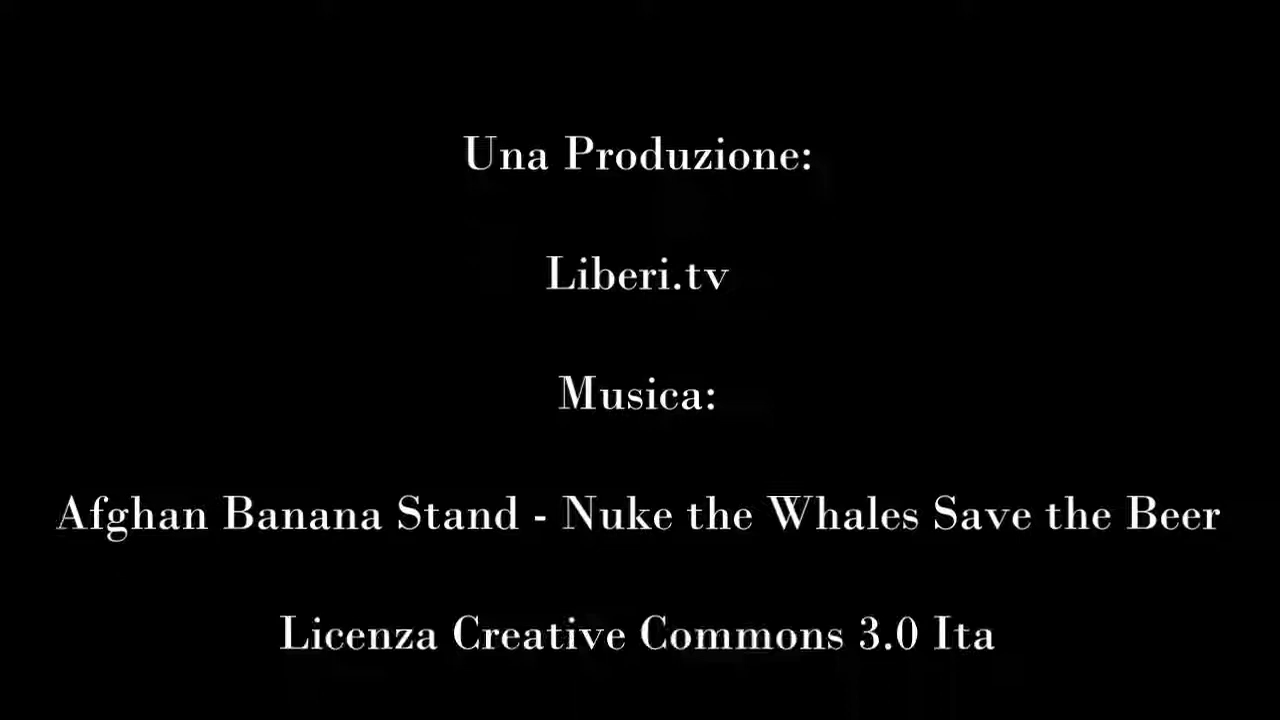 Una Produzione:
Liberi.tv
Musica:
Afghan Banana Stand - Nuke the Whales Save the Beer
Licenza Creative Commons 3.0 Ita